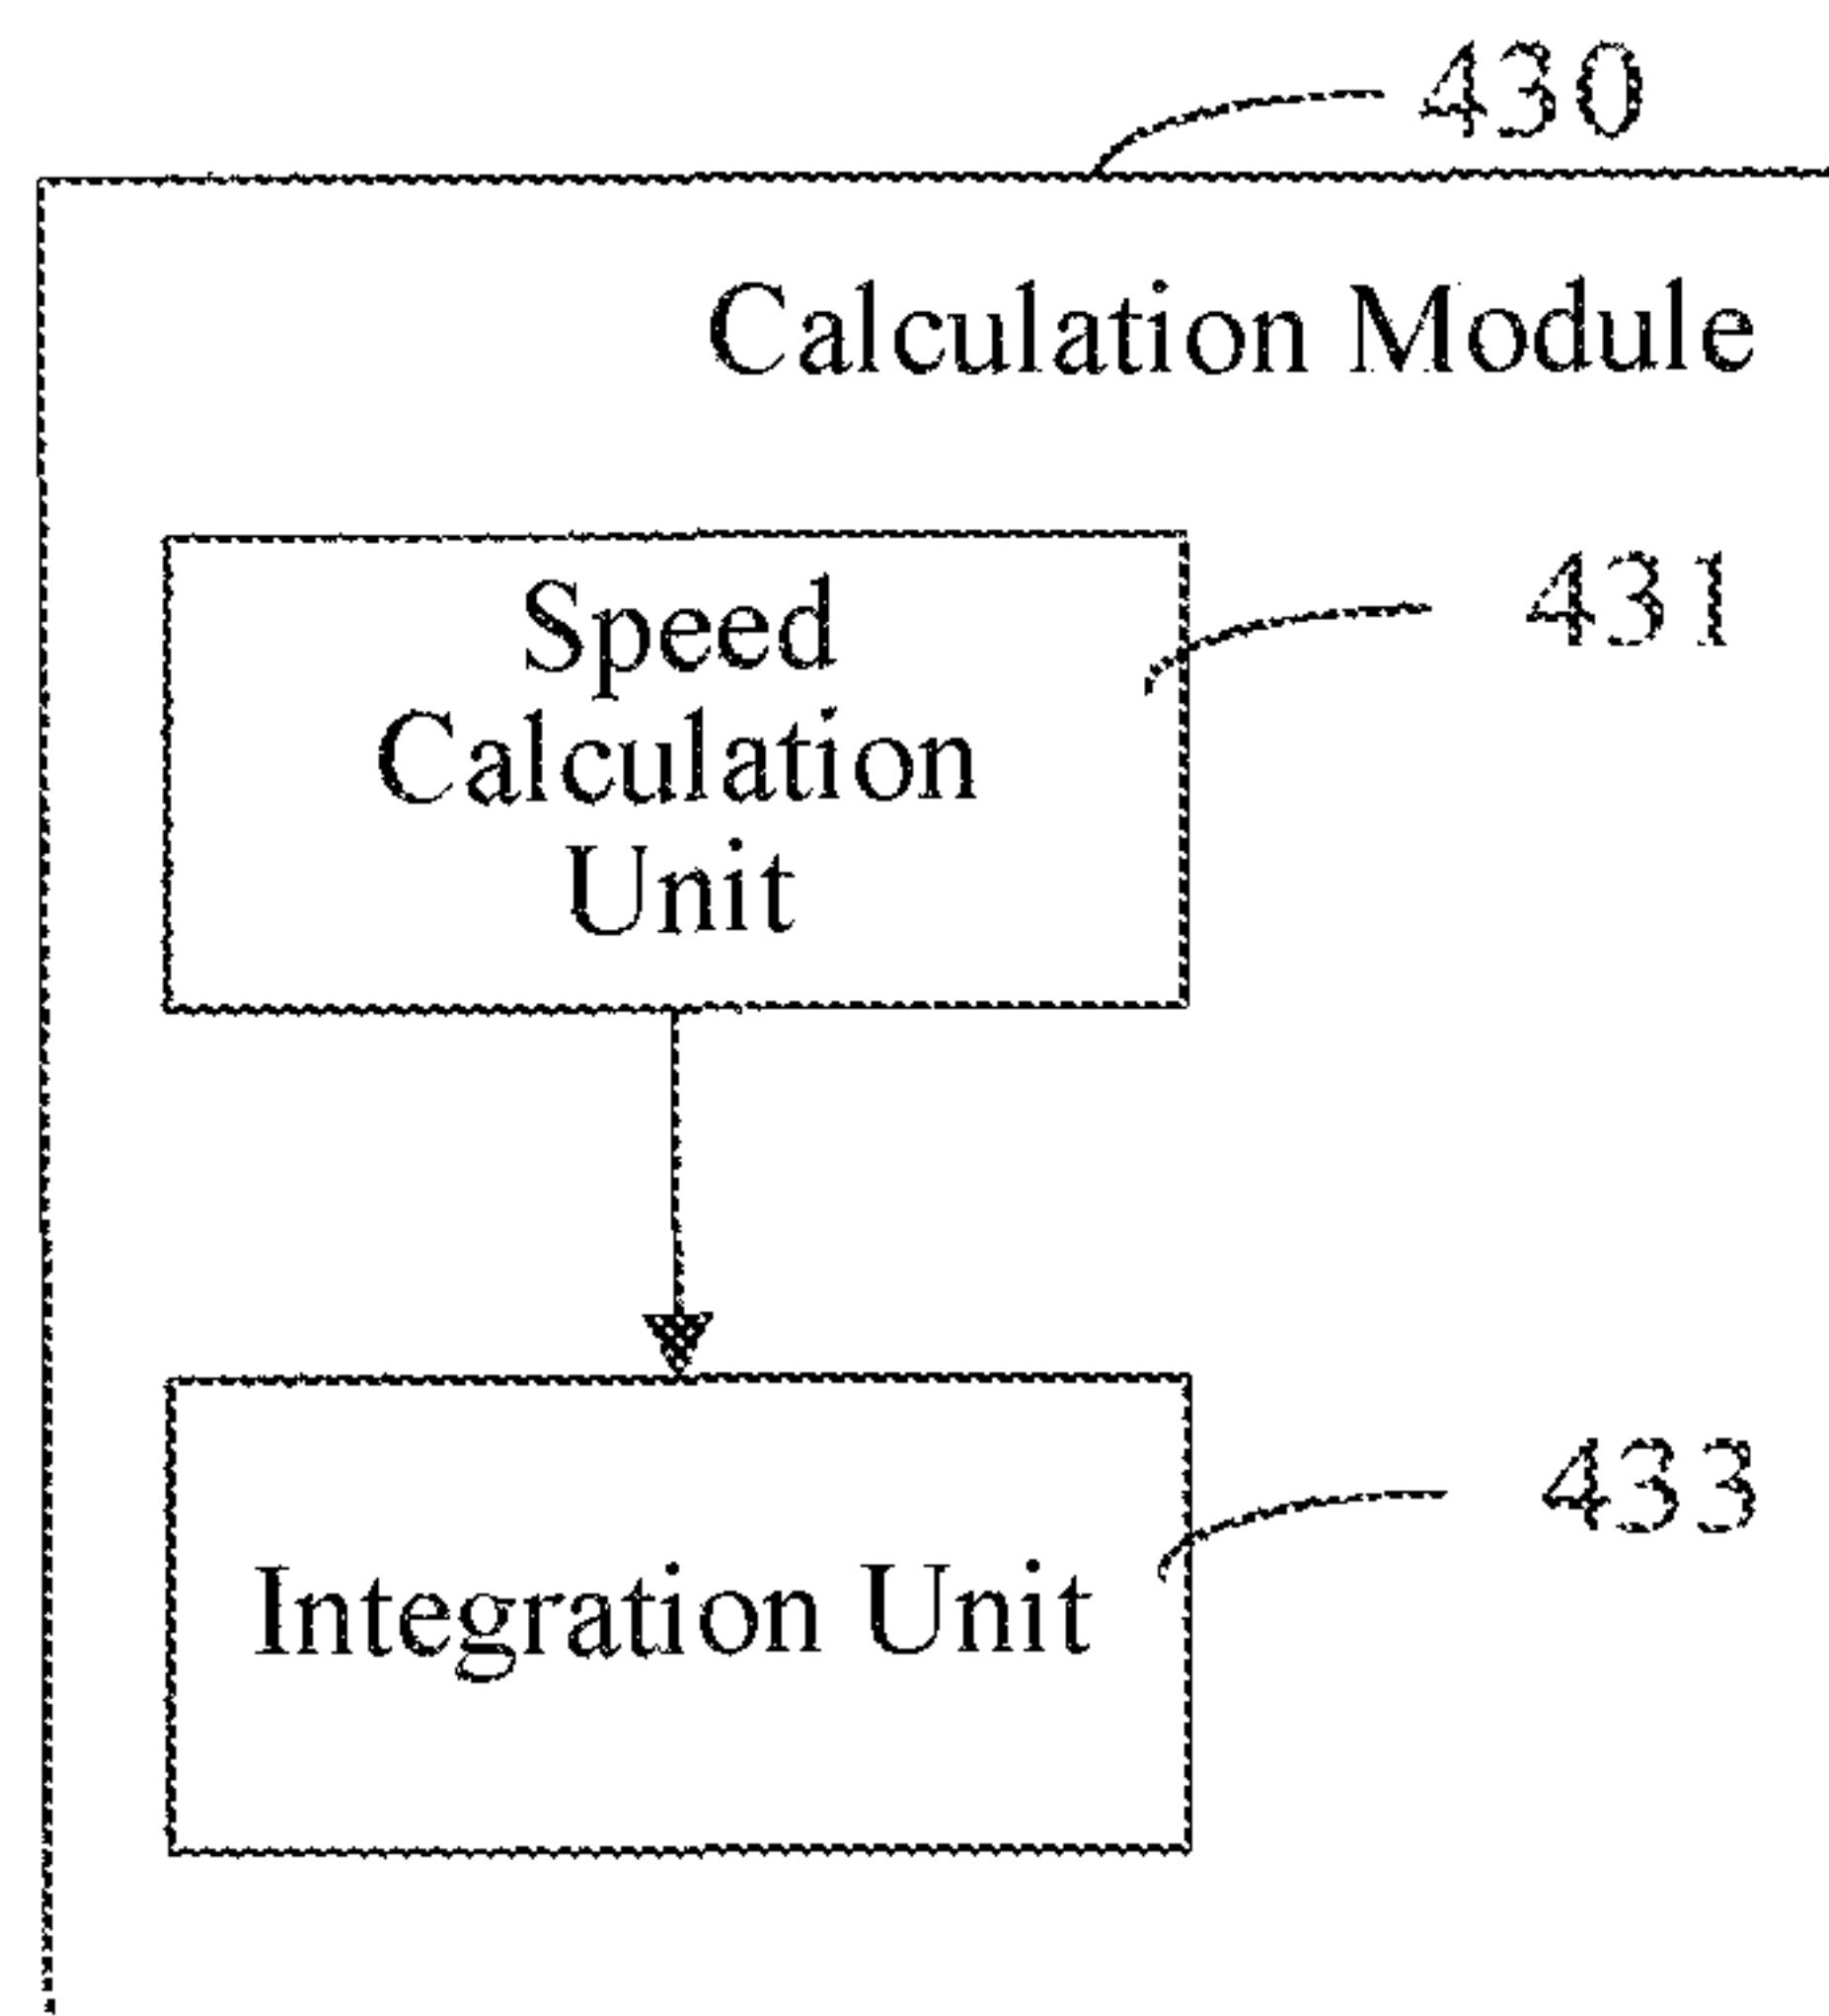 430
Calculation Module
Speed
Calculation
Unit
431
Integration Unit
433